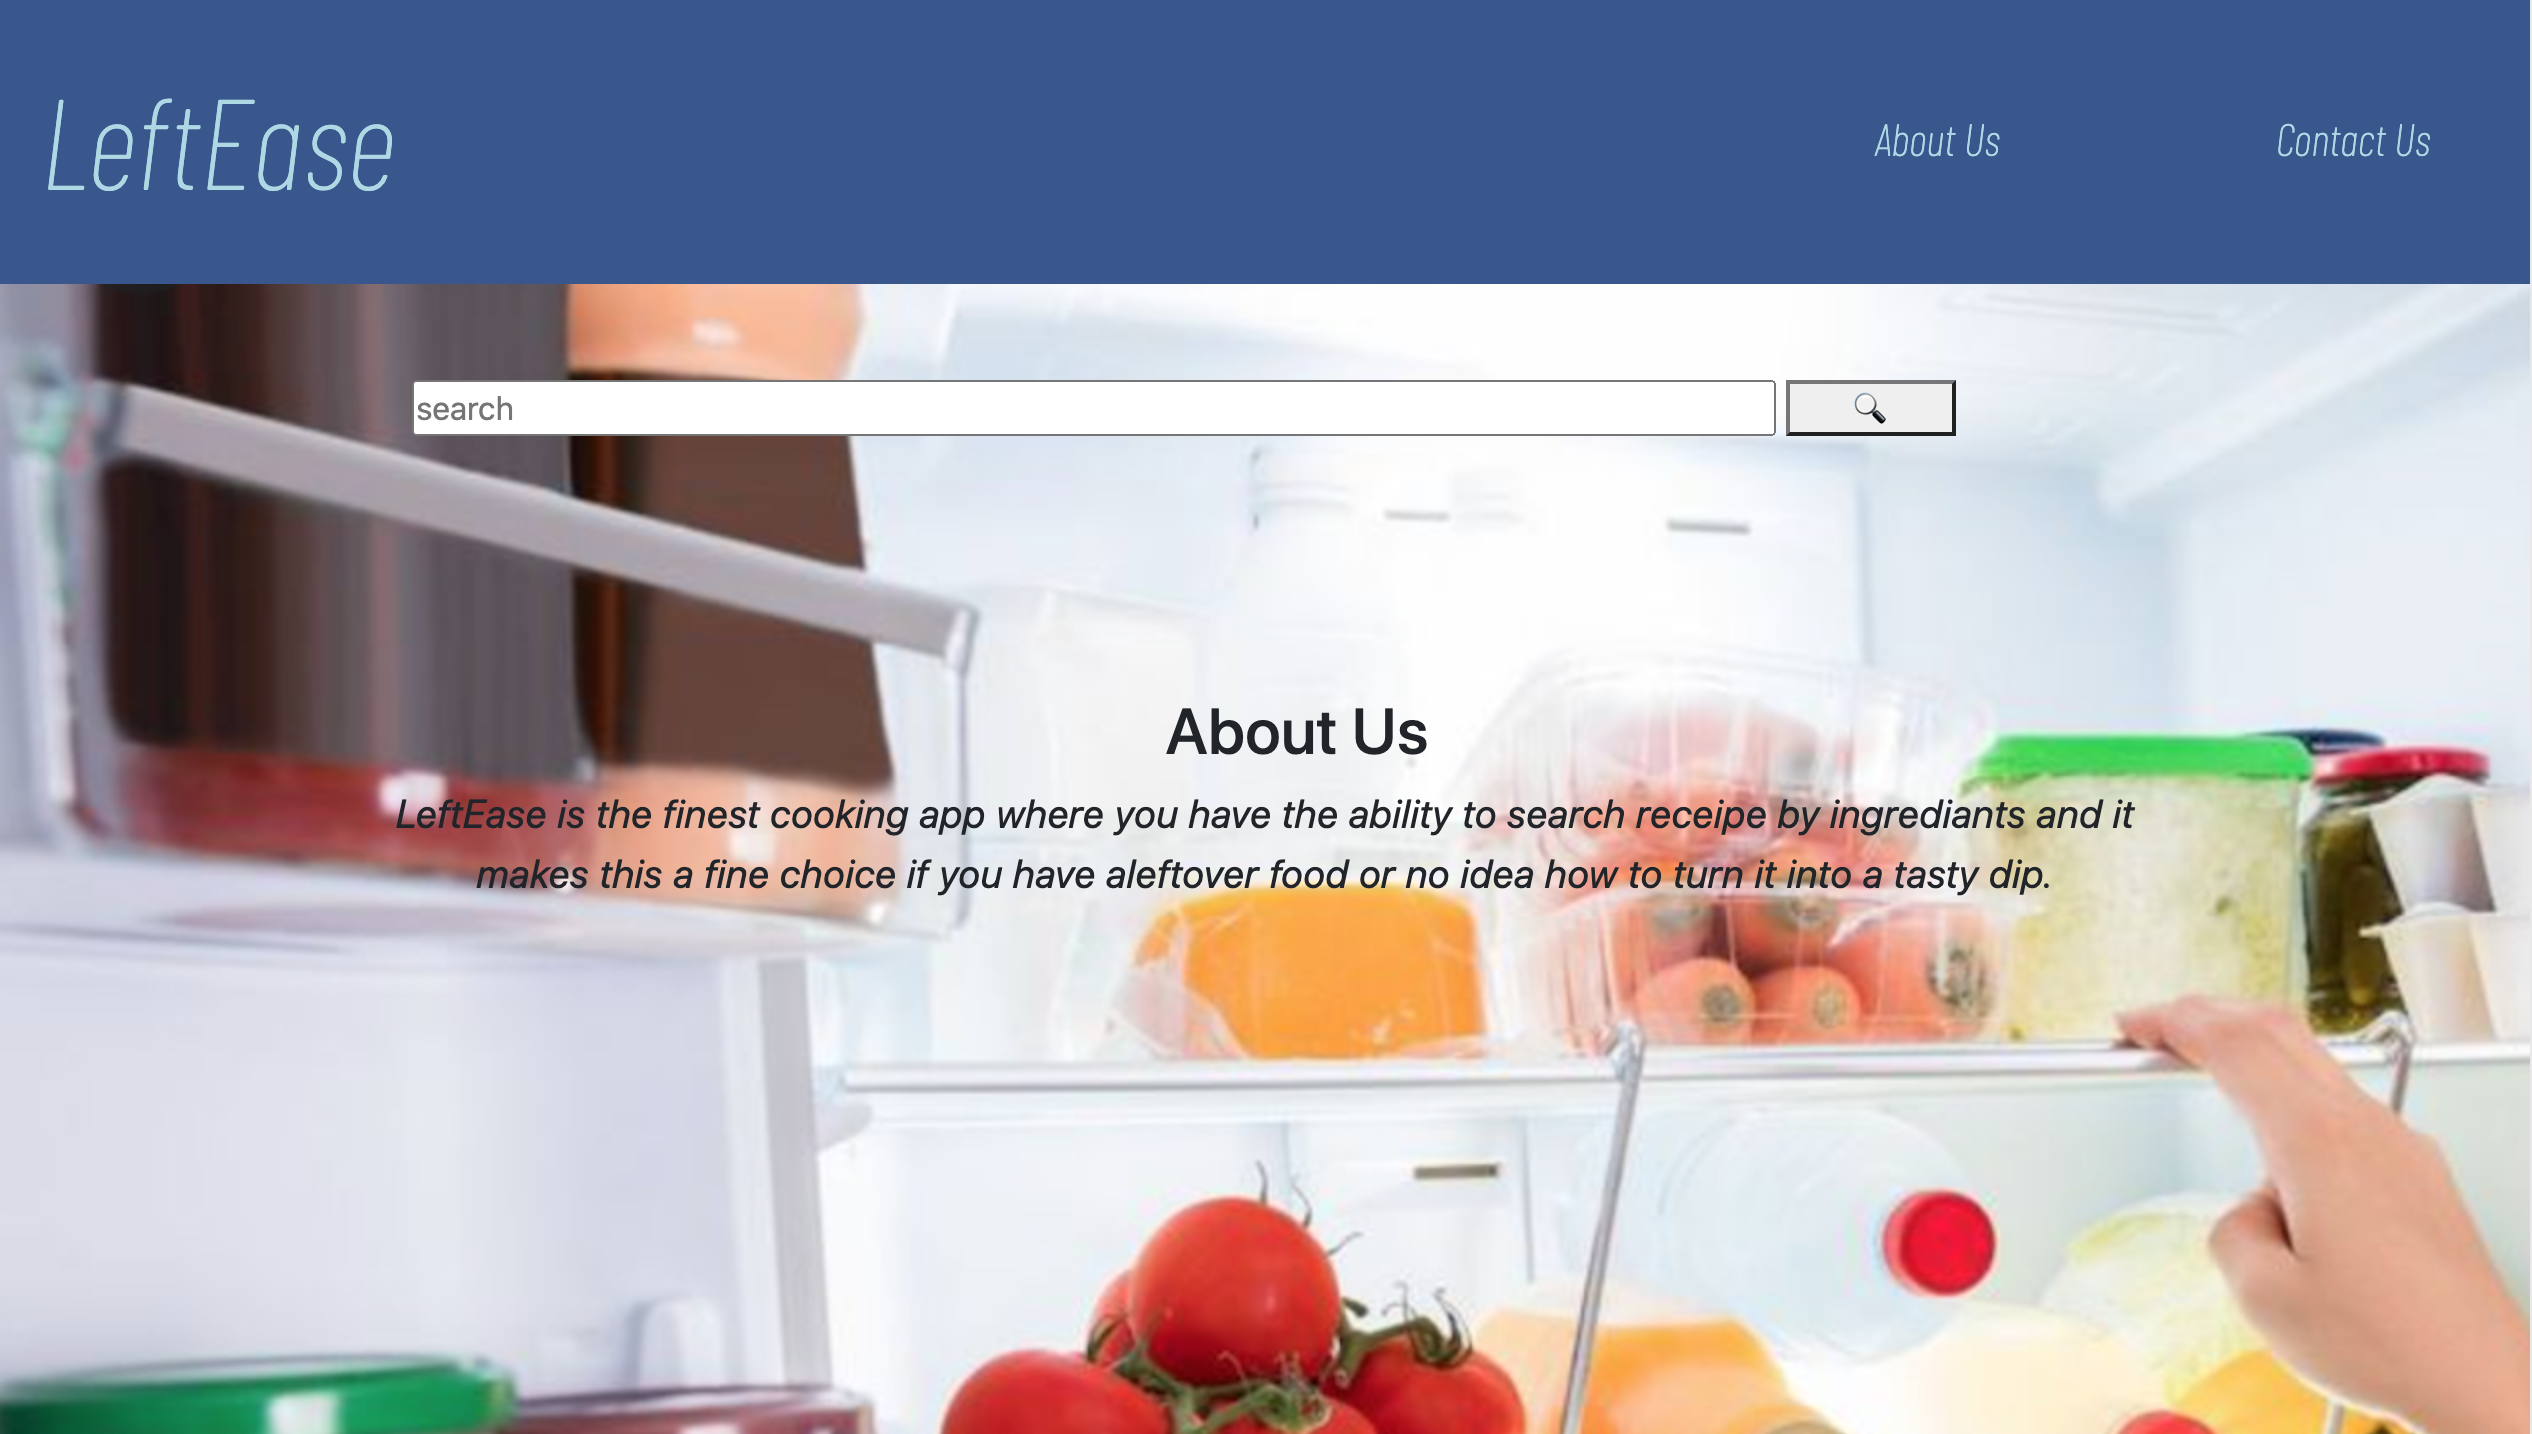 LeftEase
About Us
Contact Us
search
About Us
LeftEase is the finest cooking app where you have the ability to search receipe by ingrediants and it
makes this a fine choice if you have aleftover food or no idea how to turn it into a tasty dip.